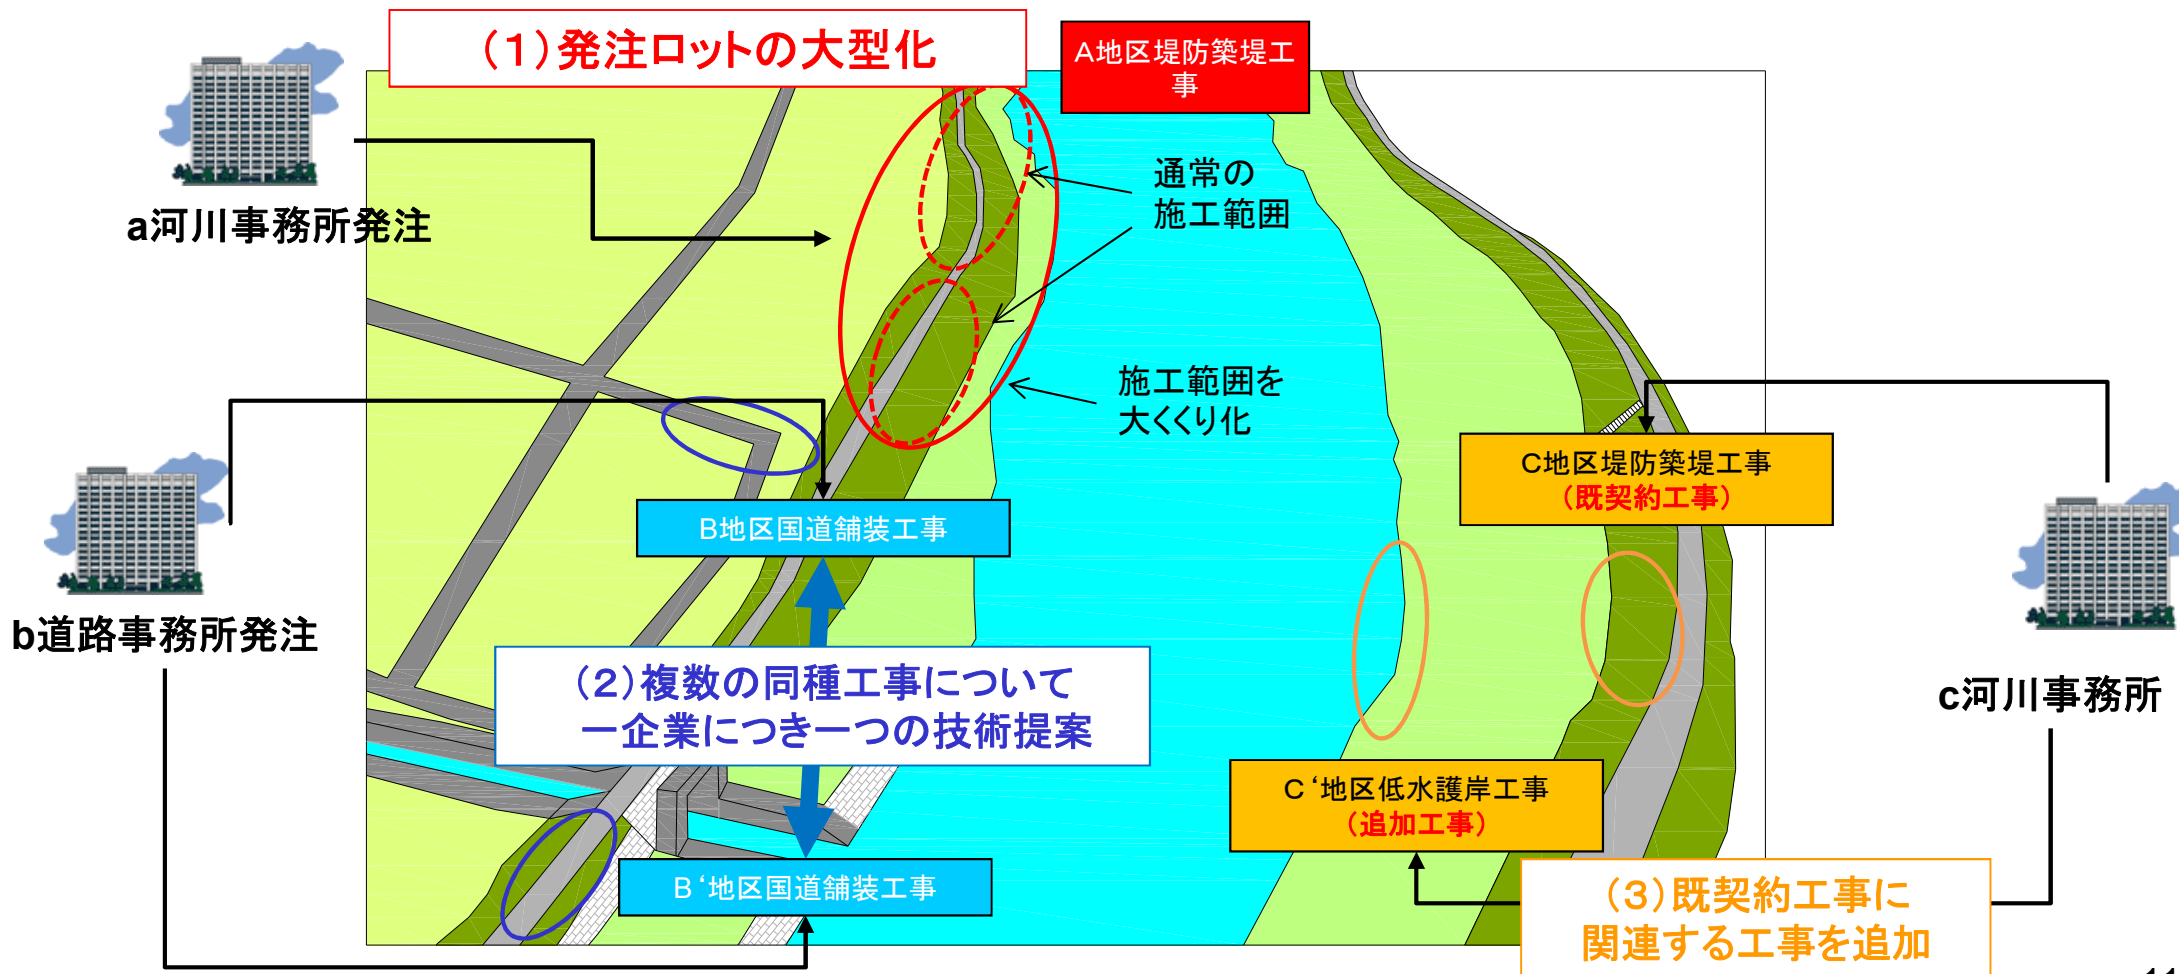 （１）発注ロットの大型化
A地区堤防築堤工
事
a河川事務所発注
通常の
施工範囲
施工範囲を
大くくり化
C地区堤防築堤工事
（既契約工事）
B地区国道舗装工事
b道路事務所発注
（２）複数の同種工事について
一企業につき一つの技術提案
c河川事務所
C‘地区低水護岸工事
（追加工事）
B‘地区国道舗装工事
（３）既契約工事に
関連する工事を追加